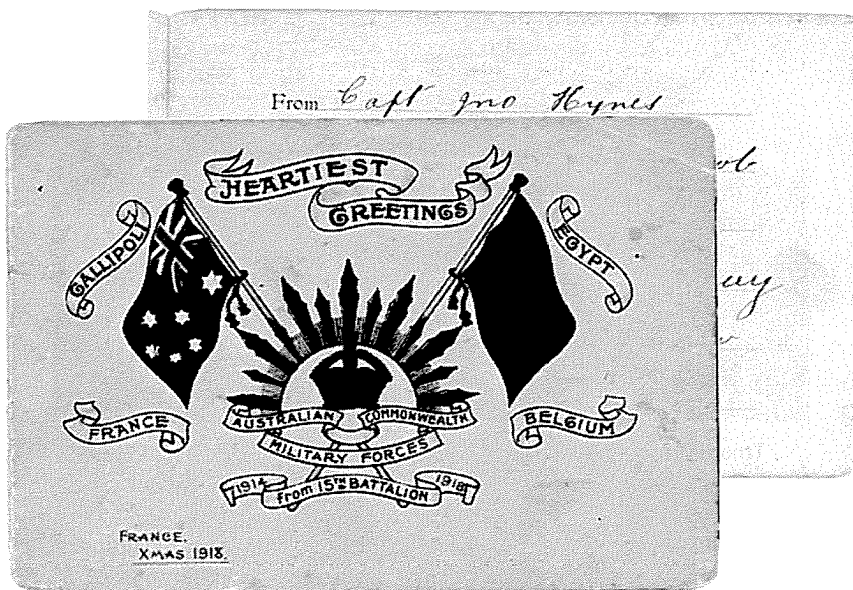 From Capt Jno Hynes
HEARTIEST
GREETINGS
GALLIPOLI
EGYPT
FRANCE
BELGIUM
AUSTRALIAN COMMONWEALTH
MILITARY FORCES
1914 from 15TH BATTALION 1918
FRANCE.
XMAS 1918.